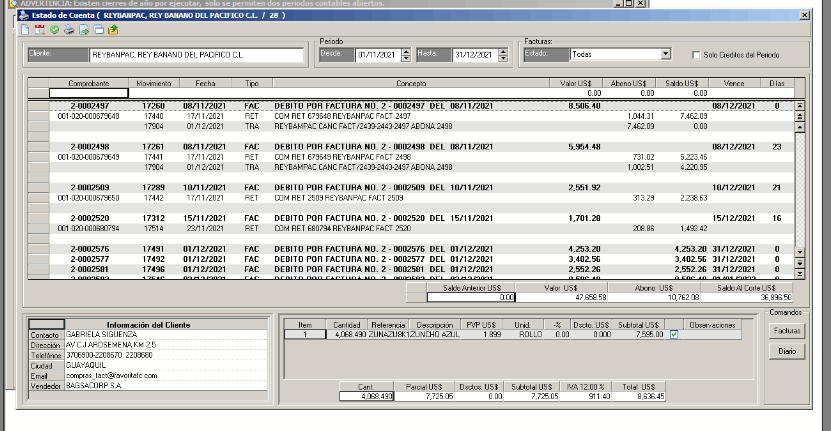 ADVERTENCIA: Existen cierres de año por ejecutar, solo se permiten dos periodos contables abiertos.
Estado de Cuenta ( REYBANPAC, REY BANANO DEL PACIFICO C.L. / 28 )
Cliente: REYBANPAC, REY BANANO DEL PACIFICO C.L.
Periodo
Desde: 01/11/2021 Hasta: 31/12/2021
Facturas:
Estado: Todas
Solo Creditos del Periodo
Comprobante Movimiento Fecha Tipo Concepto Valor US$ Abono US$ Saldo US$ Vence Días
0.00 0.00 0.00
2-0002497 17260 08/11/2021 FAC DEBITO POR FACTURA NO. 2 - 0002497 DEL 08/11/2021 8,506.40 08/12/2021 0
001-020-000679648 17440 17/11/2021 RET COM RET 679648 REYBANPAC FACT 2497 1,044.31 7,462.09
17904 01/12/2021 TRA REYBAMPAC CANC FACT /2439-2443-2497 ABONA 2498 7,462.09 0.00
2-0002498 17261 08/11/2021 FAC DEBITO POR FACTURA NO. 2 - 0002498 DEL 08/11/2021 5,954.48 08/12/2021 23
001-020-000679649 17441 17/11/2021 RET COM RET 679649 REYBANPAC FACT 2498 731.02 5,223.46
17904 01/12/2021 TRA REYBAMPAC CANC FACT /2439-2443-2497 ABONA 2498 1,002.51 4,220.95
2-0002509 17289 10/11/2021 FAC DEBITO POR FACTURA NO. 2 - 0002509 DEL 10/11/2021 2,551.92 10/12/2021 21
001-020-000679650 17442 17/11/2021 RET COM RET 2509 REYBANPAC FACT 2509 313.29 2,238.63
2-0002520 17312 15/11/2021 FAC DEBITO POR FACTURA NO. 2 - 0002520 DEL 15/11/2021 1,701.28 15/12/2021 16
001-020-000680794 17514 23/11/2021 RET COM RET 680794 REYBANPAC FACT 2520 208.86 1,492.42
2-0002576 17491 01/12/2021 FAC DEBITO POR FACTURA NO. 2 - 0002576 DEL 01/12/2021 4,253.20 4,253.20 31/12/2021 0
2-0002577 17492 01/12/2021 FAC DEBITO POR FACTURA NO. 2 - 0002577 DEL 01/12/2021 3,402.56 3,402.56 31/12/2021 0
2-0002581 17496 01/12/2021 FAC DEBITO POR FACTURA NO. 2 - 0002581 DEL 01/12/2021 2,552.26 2,552.26 31/12/2021 0
Saldo Anterior US$ Valor US$ Abono US$ Saldo Al Corte US$
0.00 47,658.58 10,762.08 36,896.50
Información del Cliente
Contacto GABRIELA SIGUENZA
Dirección AV C.J AROSEMENA KM 2,5
Teléfonos 3706900-2208670 2208680
Ciudad GUAYAQUIL
Email compras_fact@favoritafc.com
Vendedor BAGSACORP S.A.
Item Cantidad Referencia Descripción PVP US$ Unid. -% Dscto. US$ Subtotal US$ Observaciones
1 4,068.490 ZUNAZU8K1 ZUNCHO AZUL 1.899 ROLLO 0.00 0.000 7,595.00
Cant. Parcial US$ Dsctos. US$ Subtotal US$ IVA 12.00 % Total US$
4,068.490 7,725.05 0.00 7,725.05 911.40 8,636.45
Comandos
Facturas
Diario